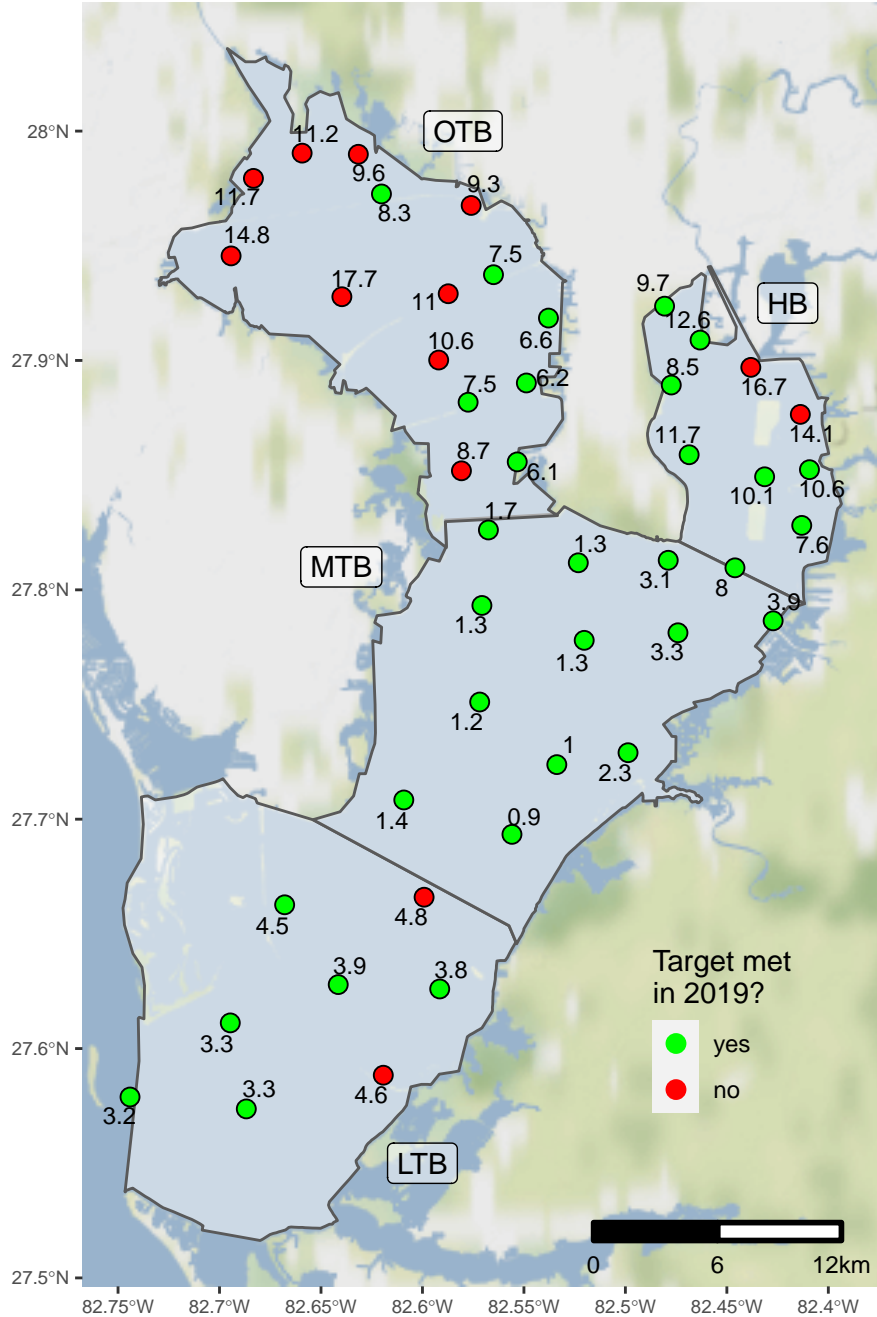 OTB
28°N
11.2
9.6
9.3
11.7
8.3
14.8
7.5
9.7
HB
17.7
11
12.6
6.6
10.6
8.5
27.9°N
7.5
6.2
16.7
8.7
11.7
14.1
6.1
10.1
10.6
1.7
1.3
7.6
MTB
3.1
8
27.8°N
3.9
1.3
1.3
3.3
1.2
1
2.3
1.4
0.9
27.7°N
4.8
4.5
3.9
3.8
Target met
in 2019?
3.3
27.6°N
yes
3.3
4.6
no
3.2
LTB
0
6
12km
27.5°N
82.75°W
82.7°W
82.65°W
82.6°W
82.55°W
82.5°W
82.45°W
82.4°W